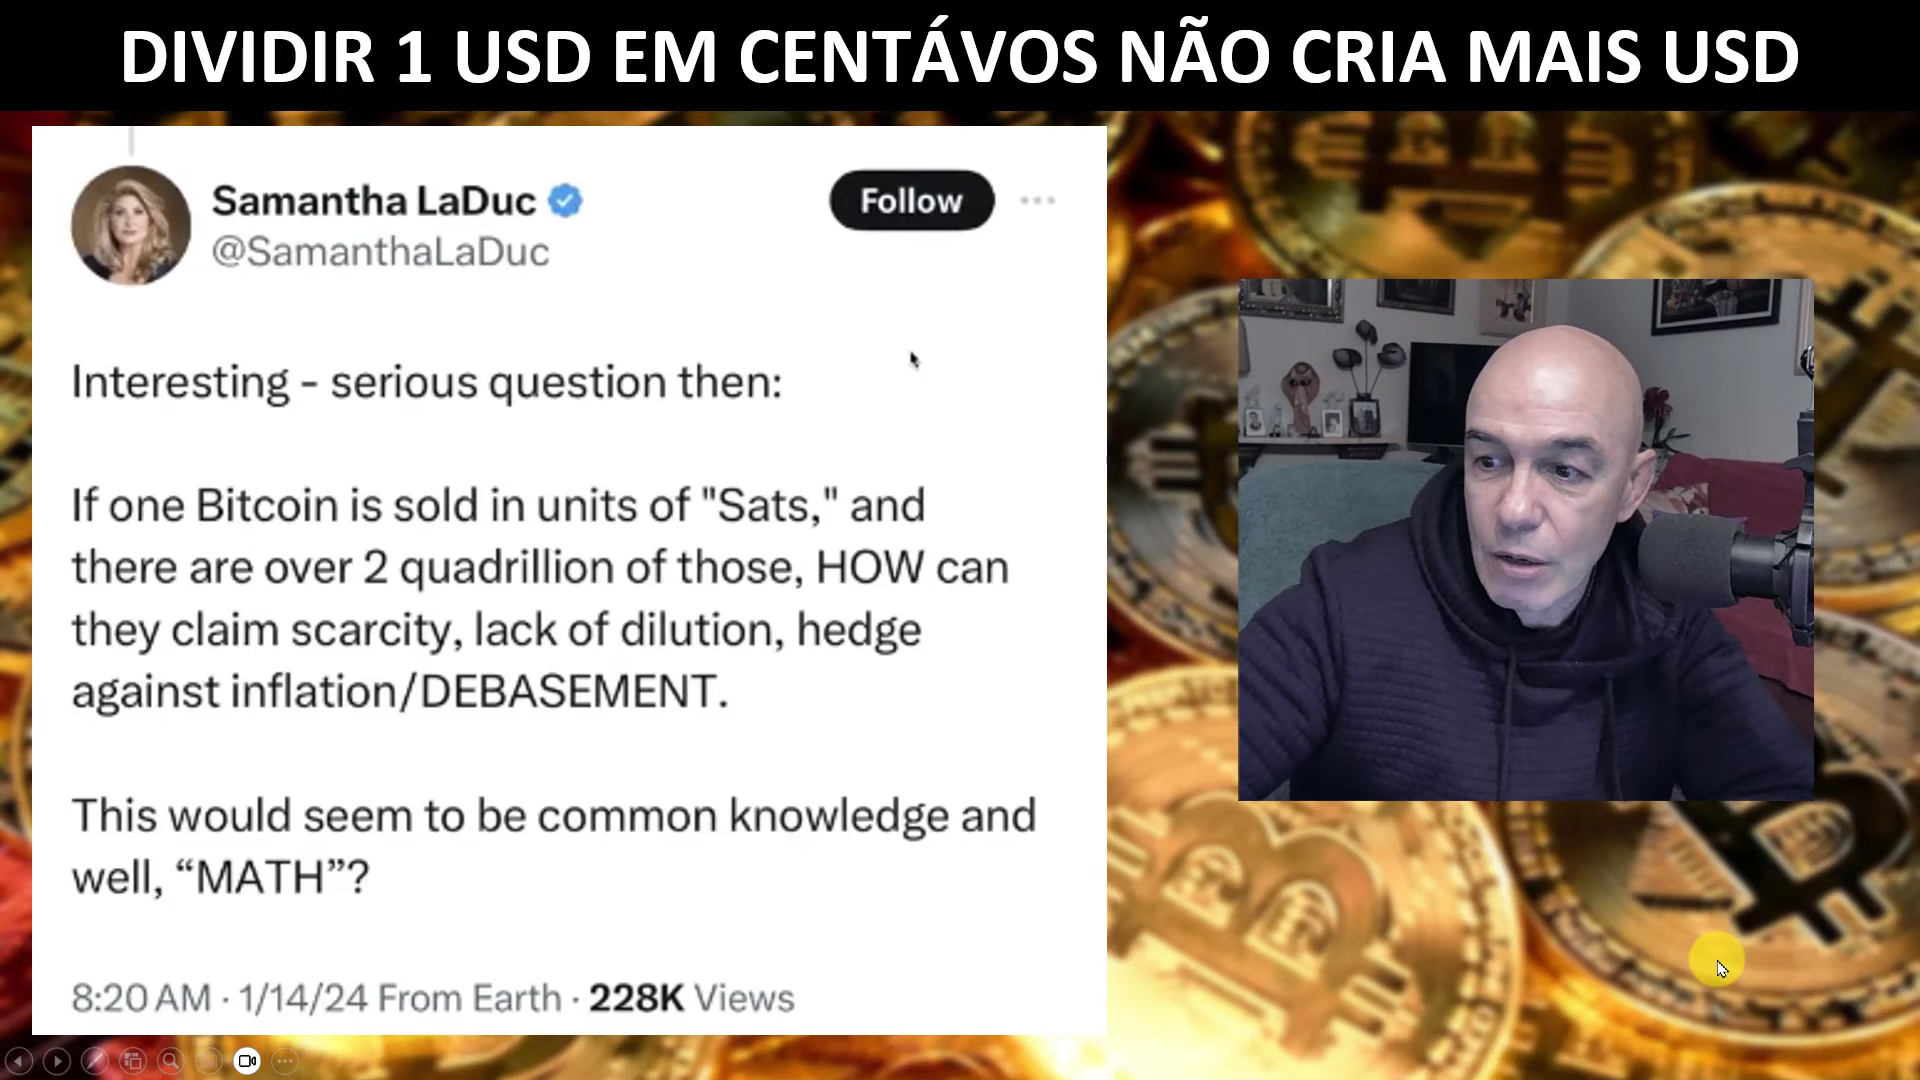 DIVIDIR 1 USD EM CENTÁVOS NÃO CRIA MAIS USD
Samantha LaDuc
@SamanthaLaDuc
Follow
Interesting - serious question then:
If one Bitcoin is sold in units of "Sats," and
there are over 2 quadrillion of those, HOW can
they claim scarcity, lack of dilution, hedge
against inflation/DEBASEMENT.
This would seem to be common knowledge and
well, “MATH”?
8:20 AM · 1/14/24 From Earth · 228K Views